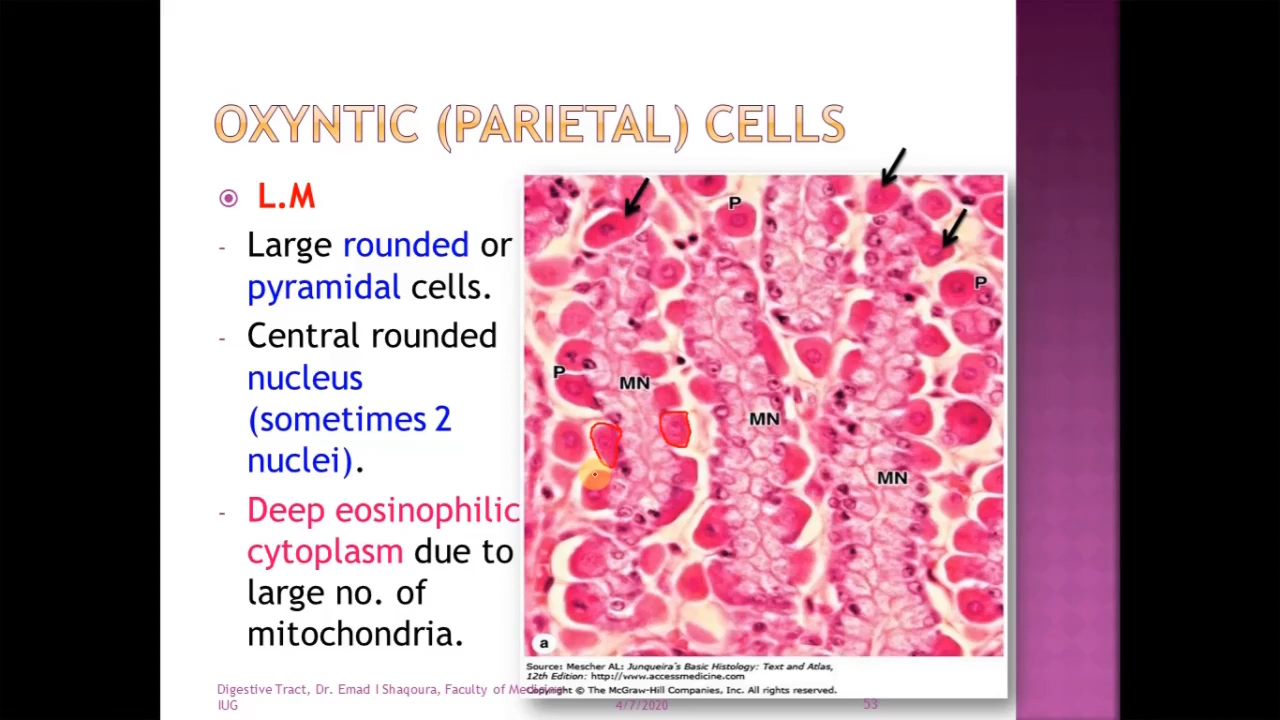 OXYNTIC (PARIETAL) CELLS
L.M
- Large rounded or
pyramidal cells.
- Central rounded
nucleus
(sometimes 2
nuclei).
- Deep eosinophilic
cytoplasm due to
large no. of
mitochondria.
P
P
P
MN
MN
MN
a
Source: Mescher AL: Junqueira's Basic Histology: Text and Atlas,
12th Edition: http://www.accessmedicine.com
Copyright © The McGraw-Hill Companies, Inc. All rights reserved.
Digestive Tract, Dr. Emad I Shaqoura, Faculty of Medicine,
IUG
4/7/2020
53